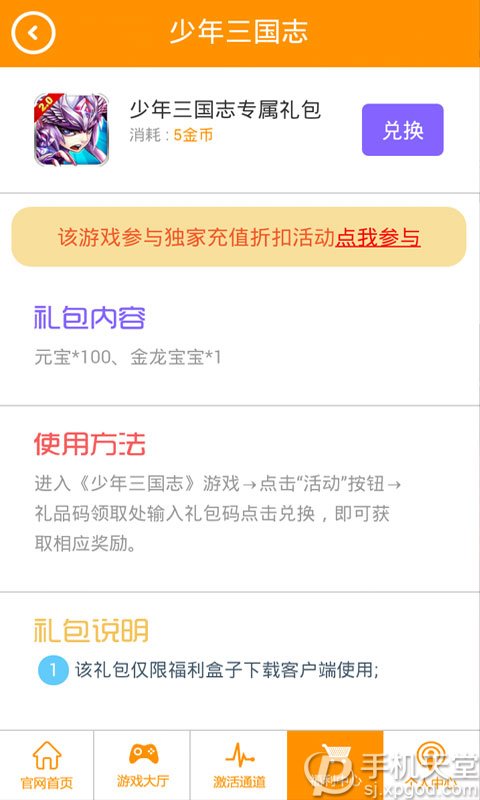 少年三国志
2.0
少年三国志专属礼包
消耗：5金币
兑换
该游戏参与独家充值折扣活动点我参与
礼包内容
元宝*100、金龙宝宝*1
使用方法
进入《少年三国志》游戏→点击“活动”按钮→
礼品码领取处输入礼包码点击兑换，即可获
取相应奖励。
礼包说明
1 该礼包仅限福利盒子下载客户端使用;
官网首页
游戏大厅
激活通道
个人中心
手机天堂
sj.xpgod.com